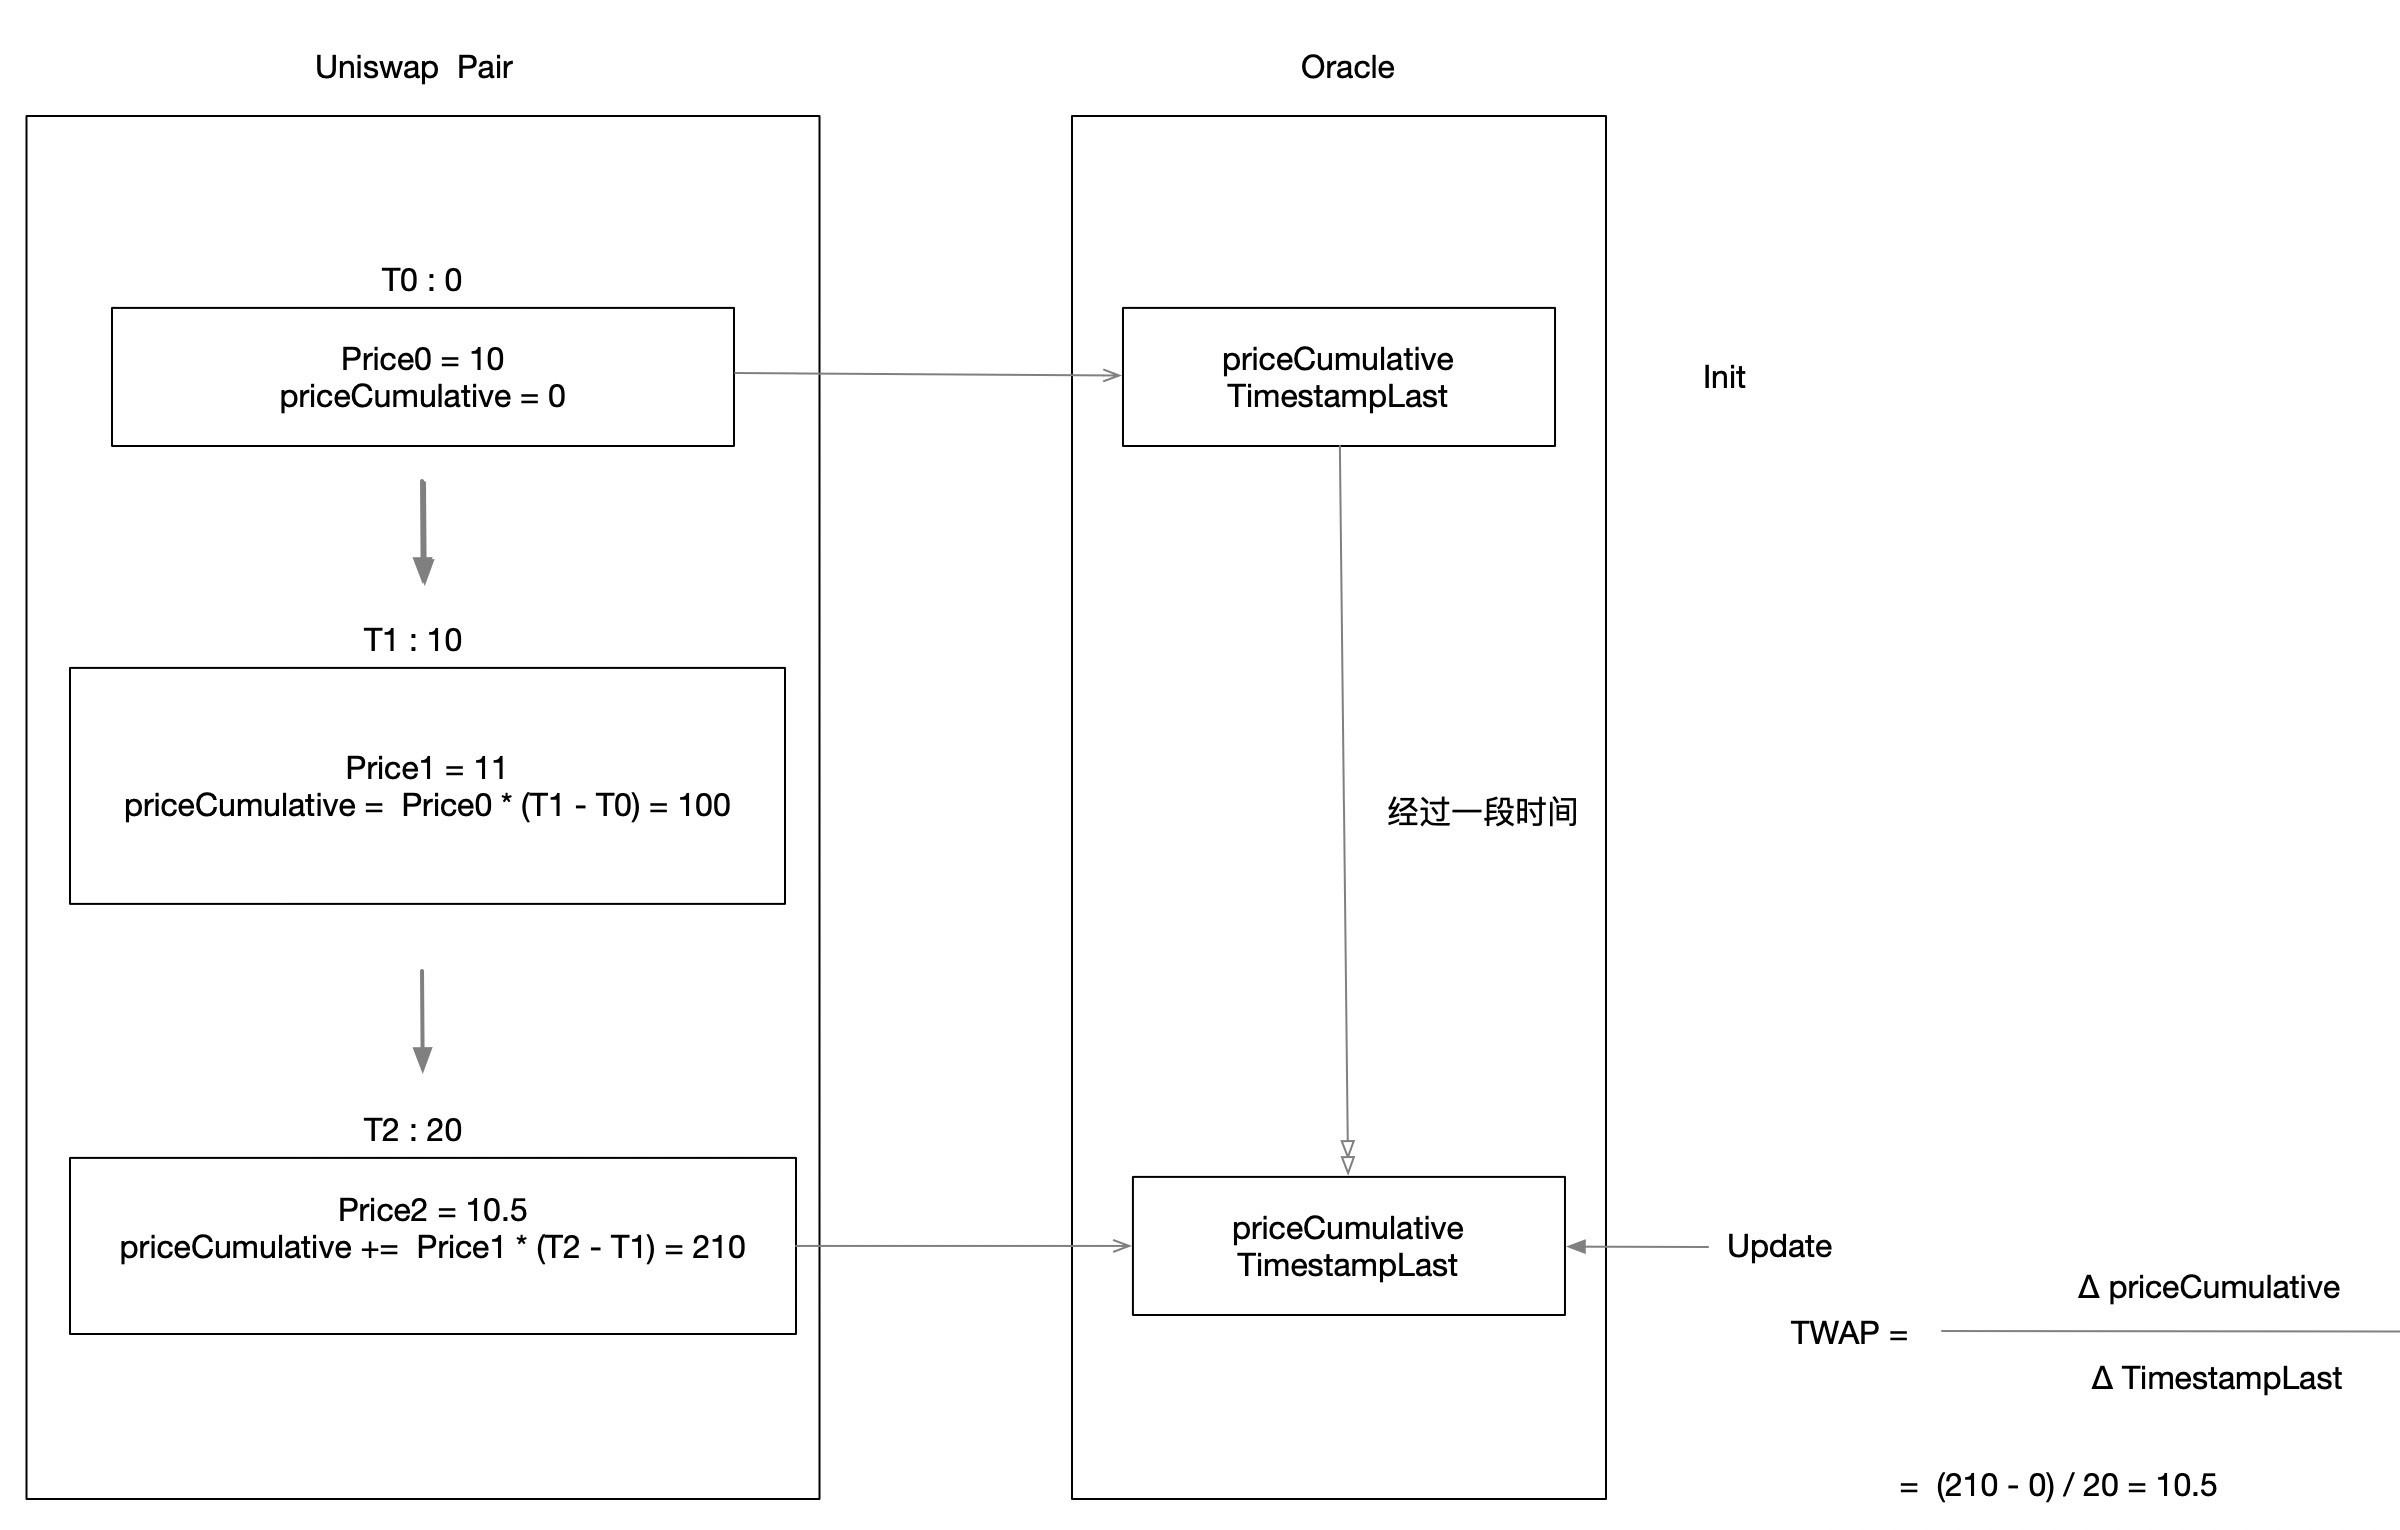 Uniswap Pair
Oracle
T0 : 0
Price0 = 10
priceCumulative = 0
priceCumulative
TimestampLast
Init
T1 : 10
Price1 = 11
priceCumulative = Price0 * (T1 - T0) = 100
经过一段时间
T2 : 20
Price2 = 10.5
priceCumulative += Price1 * (T2 - T1) = 210
priceCumulative
TimestampLast
Update
Δ priceCumulative
TWAP =
Δ TimestampLast
= (210 - 0) / 20 = 10.5